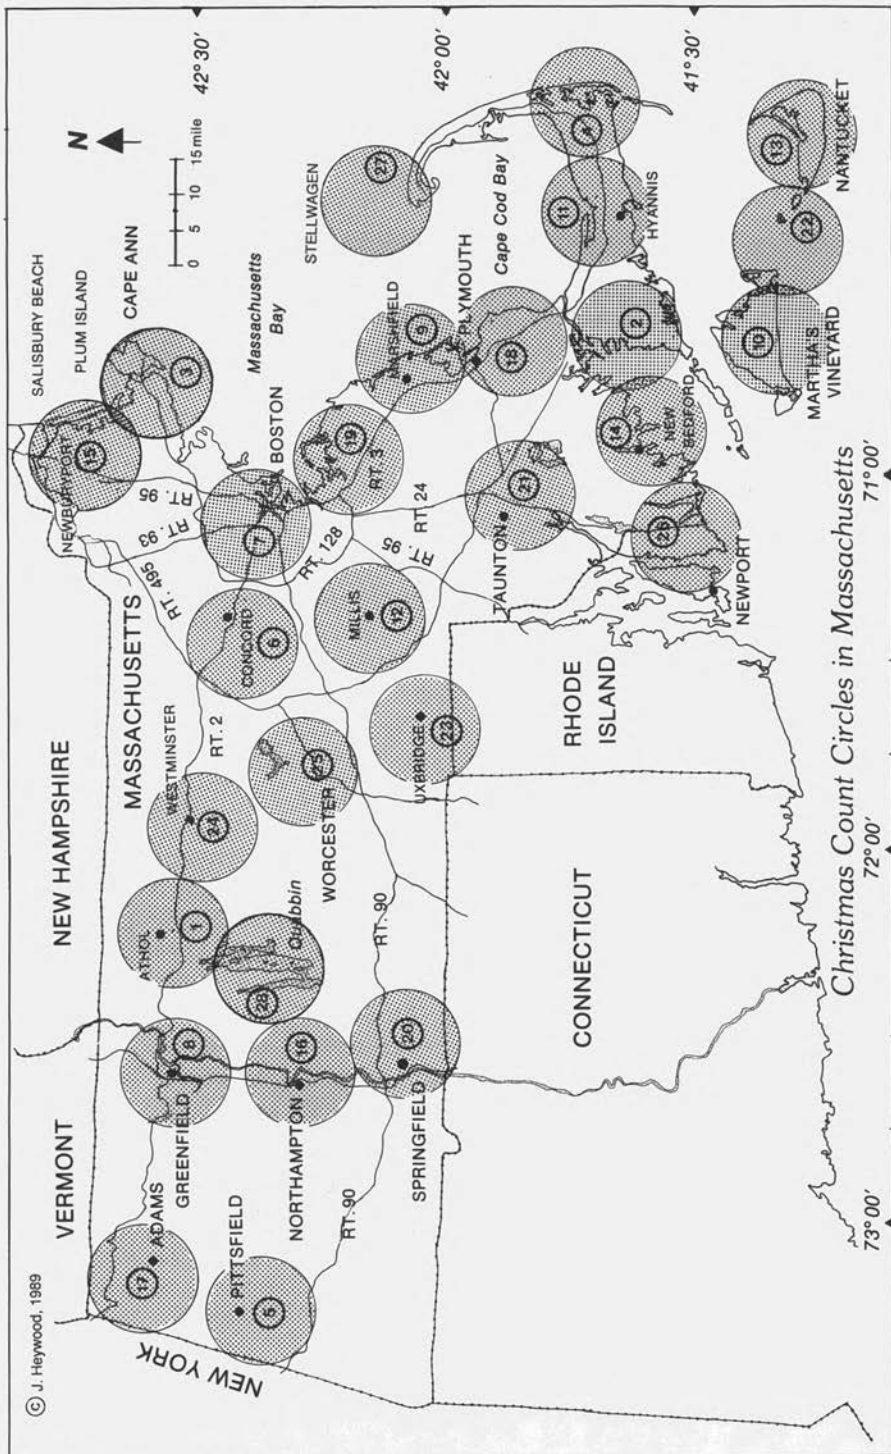 © J. Heywood, 1989
VERMONT
NEW HAMPSHIRE
NEW YORK
MASSACHUSETTS
CONNECTICUT
RHODE
ISLAND
SALISBURY BEACH
PLUM ISLAND
CAPE ANN
N
0 5 10 15 mile
NEWBURYPORT
15
3
RT. 95
RT. 93
RT. 495
Massachusetts
Bay
BOSTON
7
RT. 128
STELLWAGEN
27
17
ADAMS
GREENFIELD
8
ATHOL
1
WESTMINSTER
24
RT. 2
CONCORD
6
PITTSFIELD
5
NORTHAMPTON
16
28
Quabbin
WORCESTER
25
MILLIS
12
19
RT. 3
RT. 24
RT. 95
MARSHFIELD
9
PLYMOUTH
18
Cape Cod Bay
RT. 90
RT. 90
SPRINGFIELD
20
UXBRIDGE
23
TAUNTON
21
11
HYANNIS
4
2
14
NEW
BEDFORD
26
NEWPORT
10
MARTHA'S
VINEYARD
22
13
NANTUCKET
42° 30'
42° 00'
41° 30'
73° 00'
72° 00'
71° 00'
Christmas Count Circles in Massachusetts